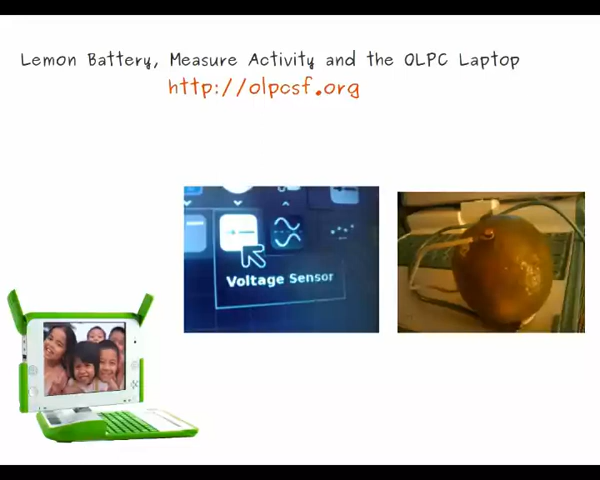 Lemon Battery, Measure Activity and the OLPC Laptop
http://olpcsf.org
Voltage Sensor